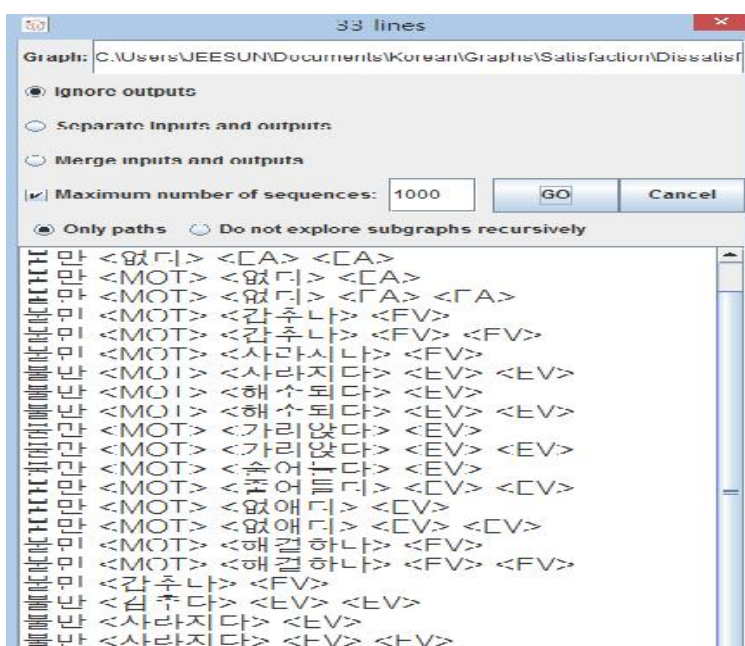 33 lines
Graph: C:\Users\JEESUN\Documents\Korean\Graphs\Satisfaction\Dissatisf
Ignore outputs
Separate inputs and outputs
Merge inputs and outputs
Maximum number of sequences: 1000 GO Cancel
Only paths Do not explore subgraphs recursively
불만 <없다> <EA> <EA>
불만 <MOT> <없다> <EA>
불만 <MOT> <없다> <EA> <EA>
불만 <MOT> <감추다> <EV>
불만 <MOT> <감추다> <EV> <EV>
불만 <MOT> <사라지다> <EV>
불만 <MOT> <사라지다> <EV> <EV>
불만 <MOT> <해소되다> <EV>
불만 <MOT> <해소되다> <EV> <EV>
불만 <MOT> <가라앉다> <EV>
불만 <MOT> <가라앉다> <EV> <EV>
불만 <MOT> <줄어들다> <EV>
불만 <MOT> <줄어들다> <EV> <EV>
불만 <MOT> <없애다> <EV>
불만 <MOT> <없애다> <EV> <EV>
불만 <MOT> <해결하다> <EV>
불만 <MOT> <해결하다> <EV> <EV>
불만 <감추다> <EV>
불만 <감추다> <EV> <EV>
불만 <사라지다> <EV>
불만 <사라지다> <EV> <EV>